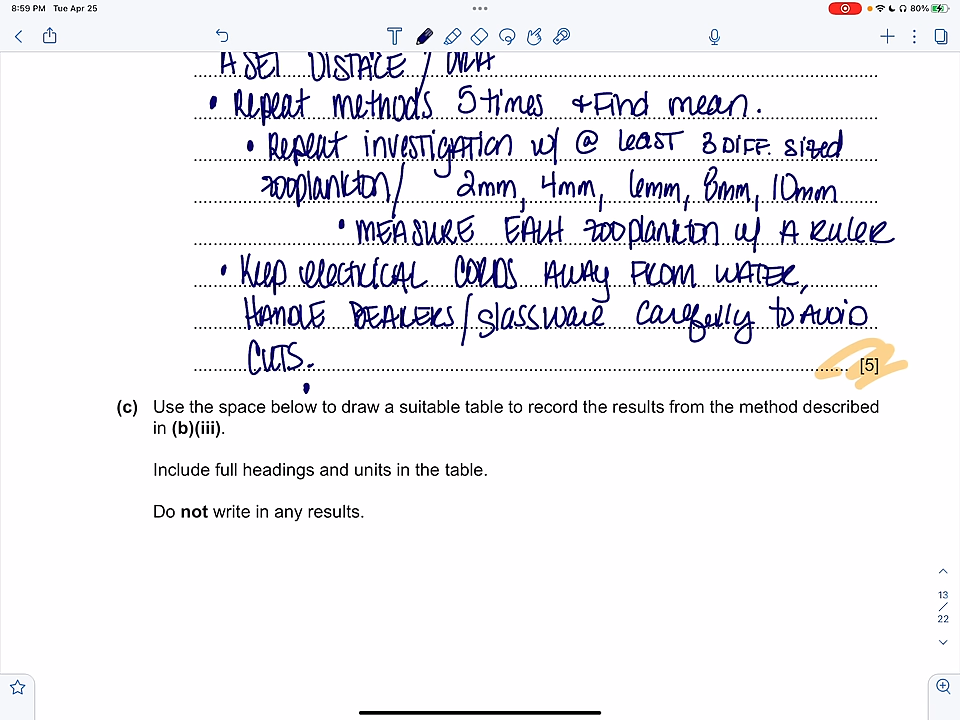 8:59 PM Tue Apr 25
80%
A SET DISTACE /
• Repeat methods 5 times + Find mean.
• Repeat investigation w/ @ least 3 DIFF. sized
zooplankton/ 2mm, 4mm, 6mm, 8mm, 10mm
• MEASURE EACH zooplankton w/ A RULER
• Keep electrical CORDS AWAY FROM WATER,
HANDLE BEAKERS/glassware carefully to AVOID
CUTS.
[5]
(c) Use the space below to draw a suitable table to record the results from the method described
in (b)(iii).
Include full headings and units in the table.
Do not write in any results.
13
/
22